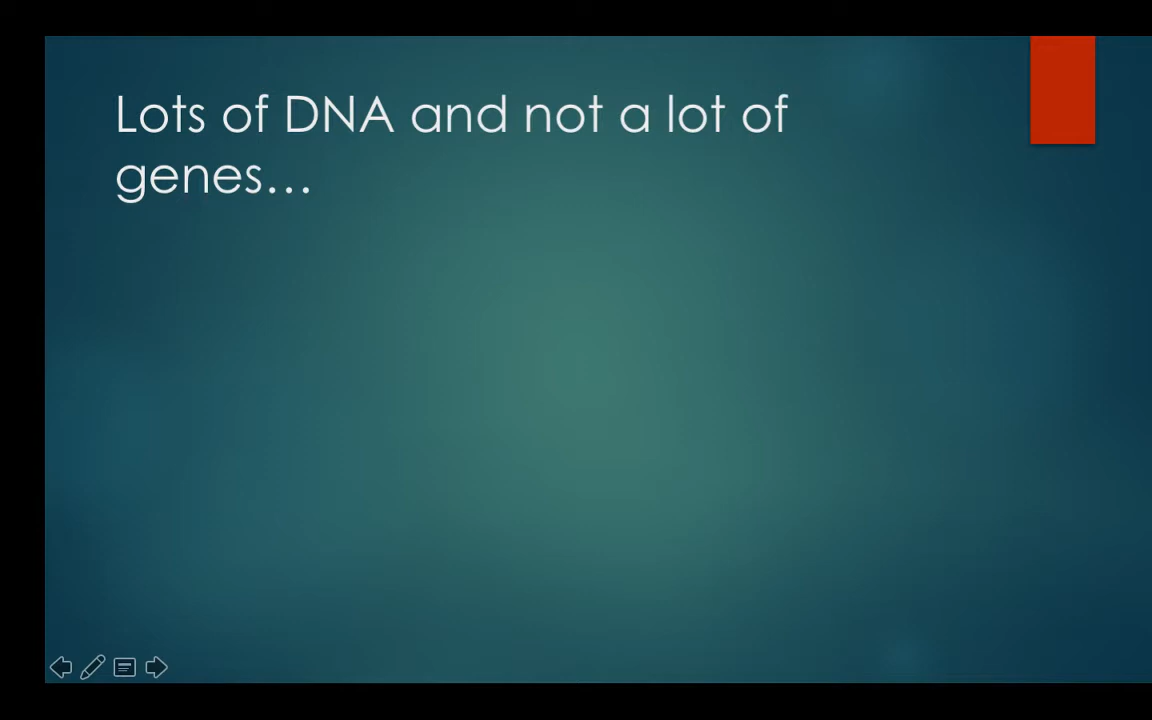 Lots of DNA and not a lot of
genes…